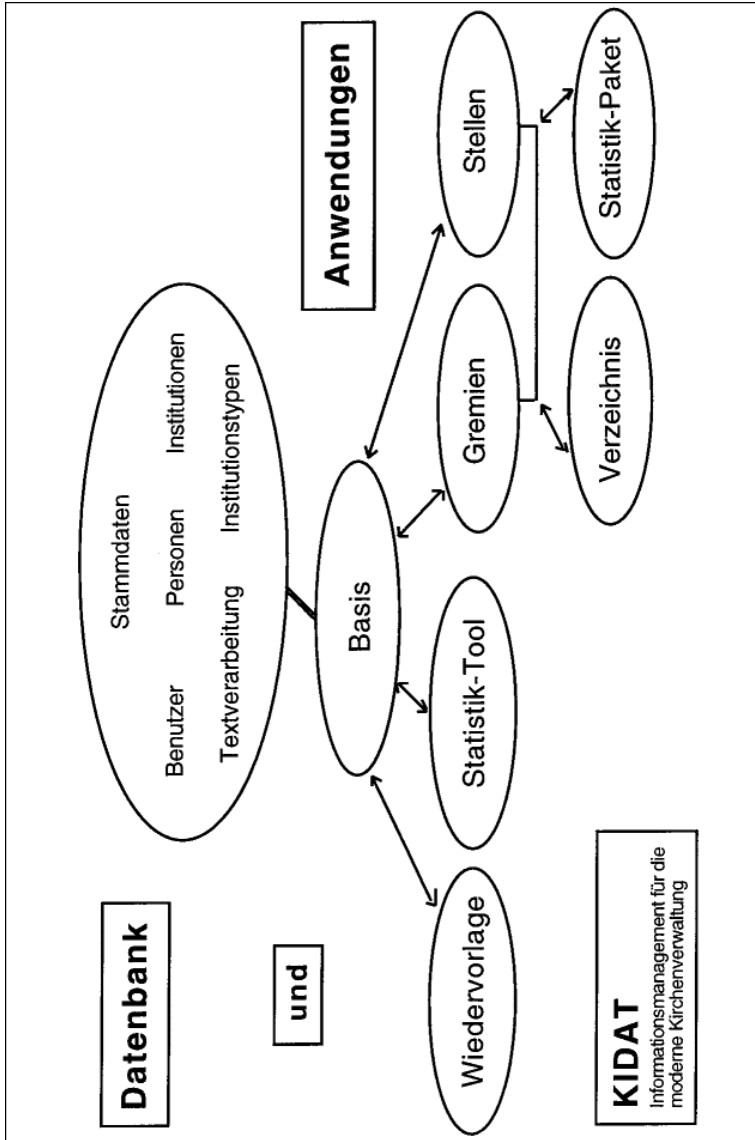 Datenbank
und
Anwendungen
Stammdaten
Benutzer Personen Institutionen
Textverarbeitung Institutionstypen
Basis
Wiedervorlage
Statistik-Tool
Gremien
Stellen
Verzeichnis
Statistik-Paket
KIDAT
Informationsmanagement für die
moderne Kirchenverwaltung